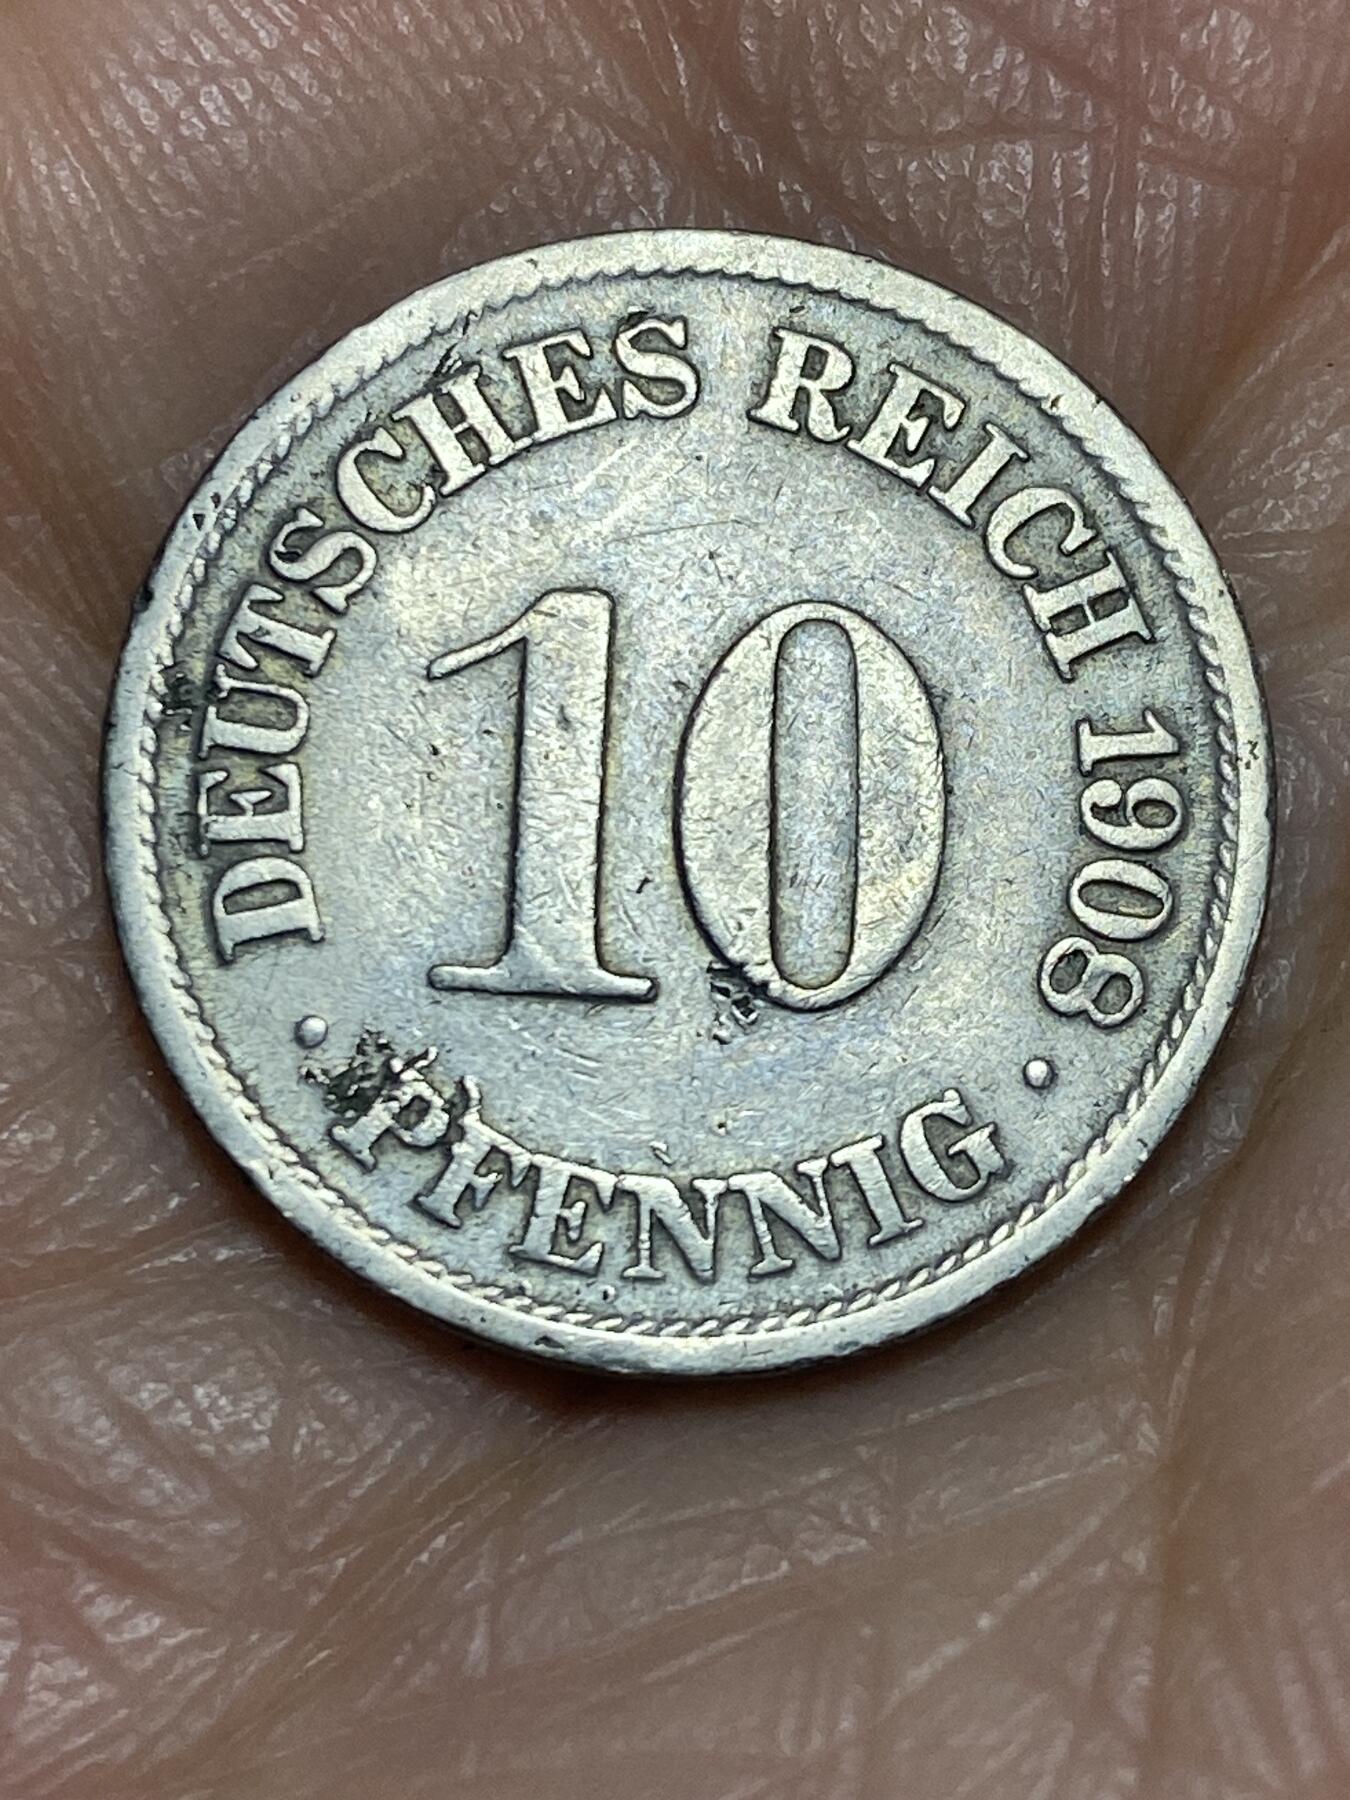 DEUTSCHES REICH 1908
10
• PFENNIG •